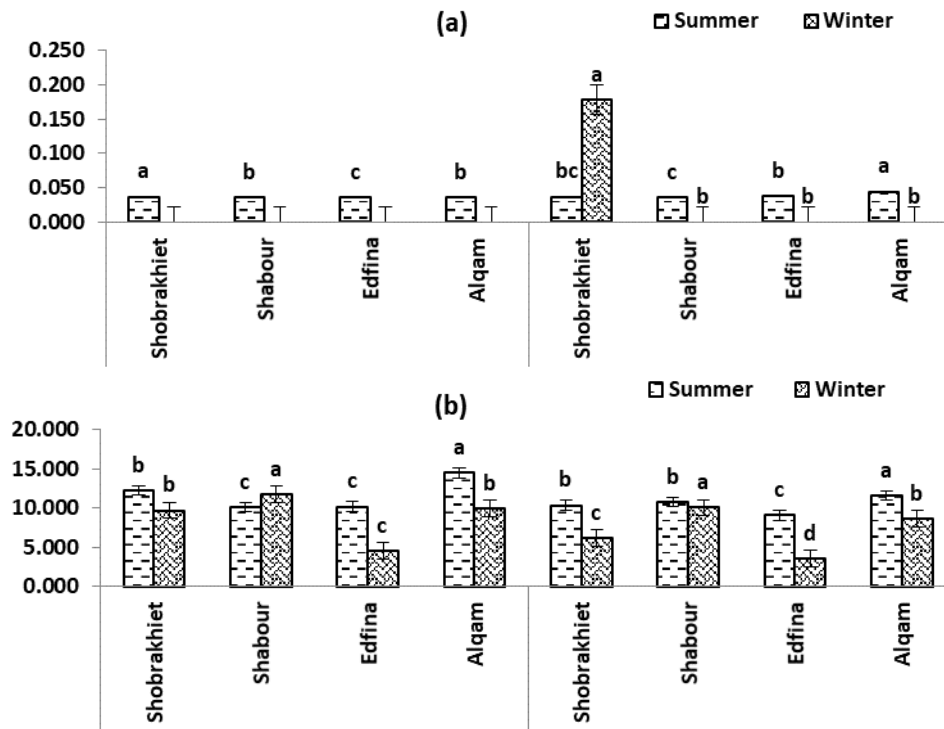 (a)
Summer Winter
0.250
0.200
0.150
0.100
0.050
0.000
a b c b bc a c b b b a b
Shobrakhiet Shabour Edfina Alqam Shobrakhiet Shabour Edfina Alqam
(b)
Summer Winter
20.000
15.000
10.000
5.000
0.000
b b c a c c a b b c b a c d a b
Shobrakhiet Shabour Edfina Alqam Shobrakhiet Shabour Edfina Alqam